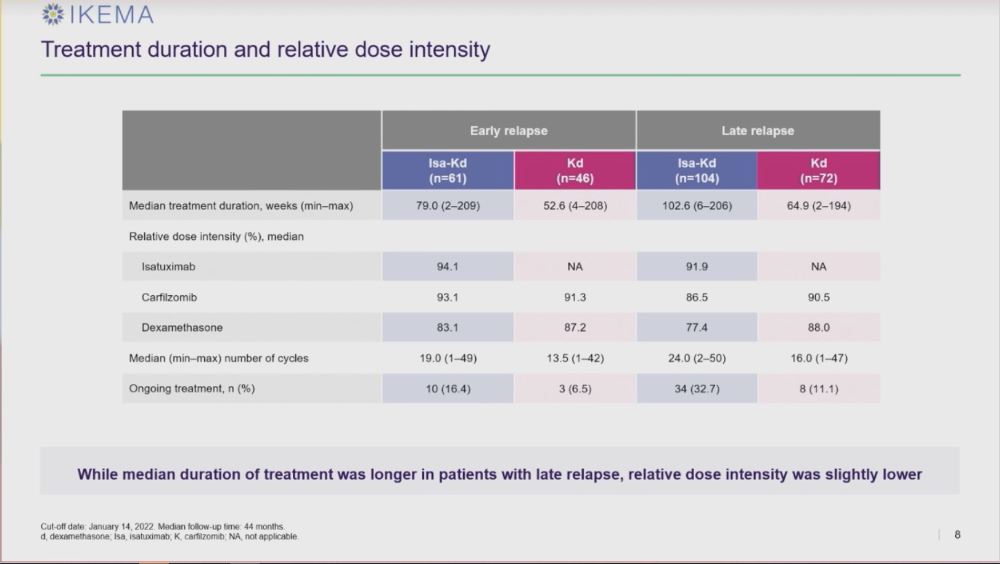 IKEMA
Treatment duration and relative dose intensity
Early relapse Late relapse
Isa-Kd (n=61) Kd (n=46) Isa-Kd (n=104) Kd (n=72)
Median treatment duration, weeks (min–max) 79.0 (2–209) 52.6 (4–208) 102.6 (6–206) 64.9 (2–194)
Relative dose intensity (%), median
Isatuximab 94.1 NA 91.9 NA
Carfilzomib 93.1 91.3 86.5 90.5
Dexamethasone 83.1 87.2 77.4 88.0
Median (min–max) number of cycles 19.0 (1–49) 13.5 (1–42) 24.0 (2–50) 16.0 (1–47)
Ongoing treatment, n (%) 10 (16.4) 3 (6.5) 34 (32.7) 8 (11.1)
While median duration of treatment was longer in patients with late relapse, relative dose intensity was slightly lower
Cut-off date: January 14, 2022. Median follow-up time: 44 months.
d, dexamethasone; Isa, isatuximab; K, carfilzomib; NA, not applicable.
8